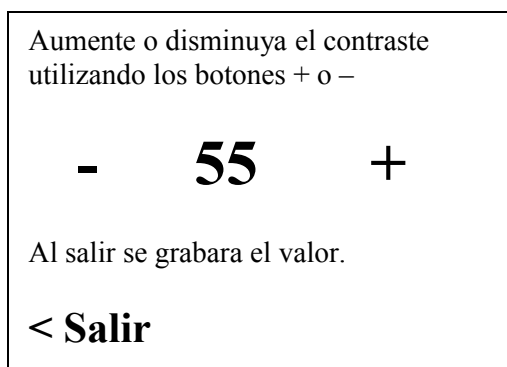 Aumente o disminuya el contraste
utilizando los botones + o –
- 55 +
Al salir se grabara el valor.
< Salir